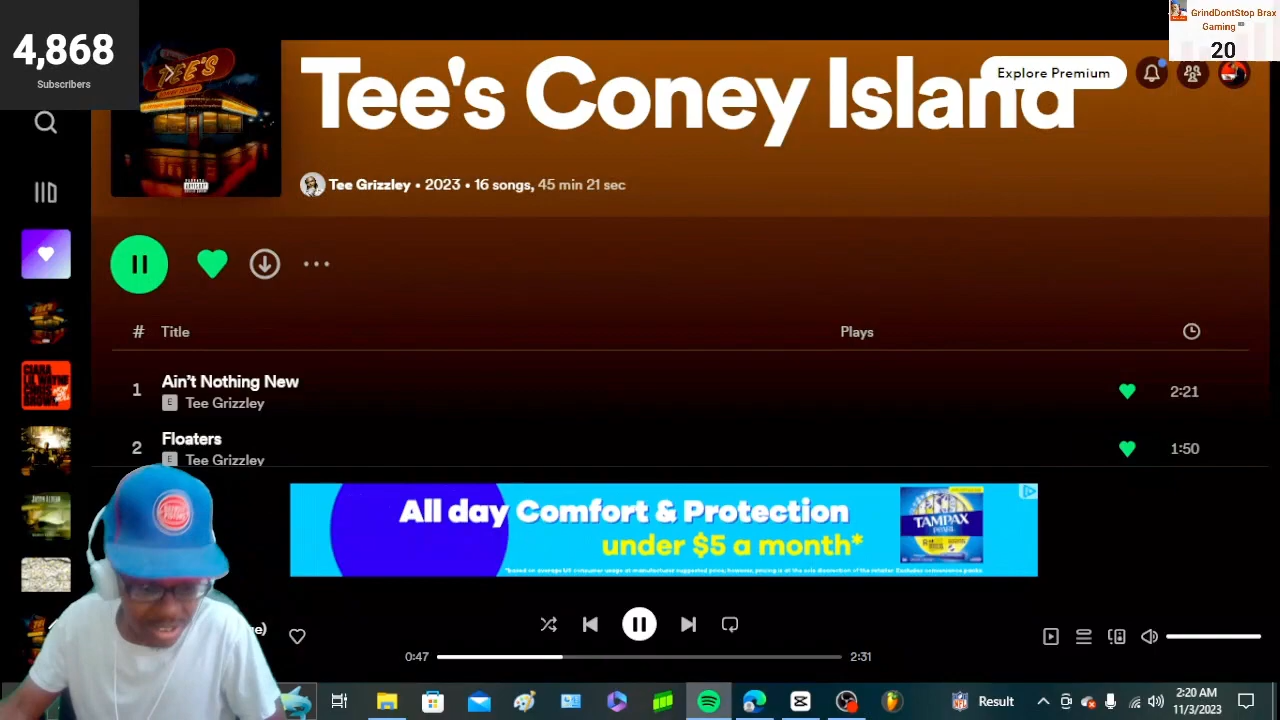 4,868
Subscribers
GrindDontStop Brax
Gaming
20
TEE'S
Tee's Coney Island
Explore Premium
Tee Grizzley • 2023 • 16 songs, 45 min 21 sec
# Title Plays
1 Ain't Nothing New 2:21
E Tee Grizzley
2 Floaters 1:50
E Tee Grizzley
All day Comfort & Protection
under $5 a month*
TAMPAX
0:47 2:31
Result
2:20 AM
11/3/2023